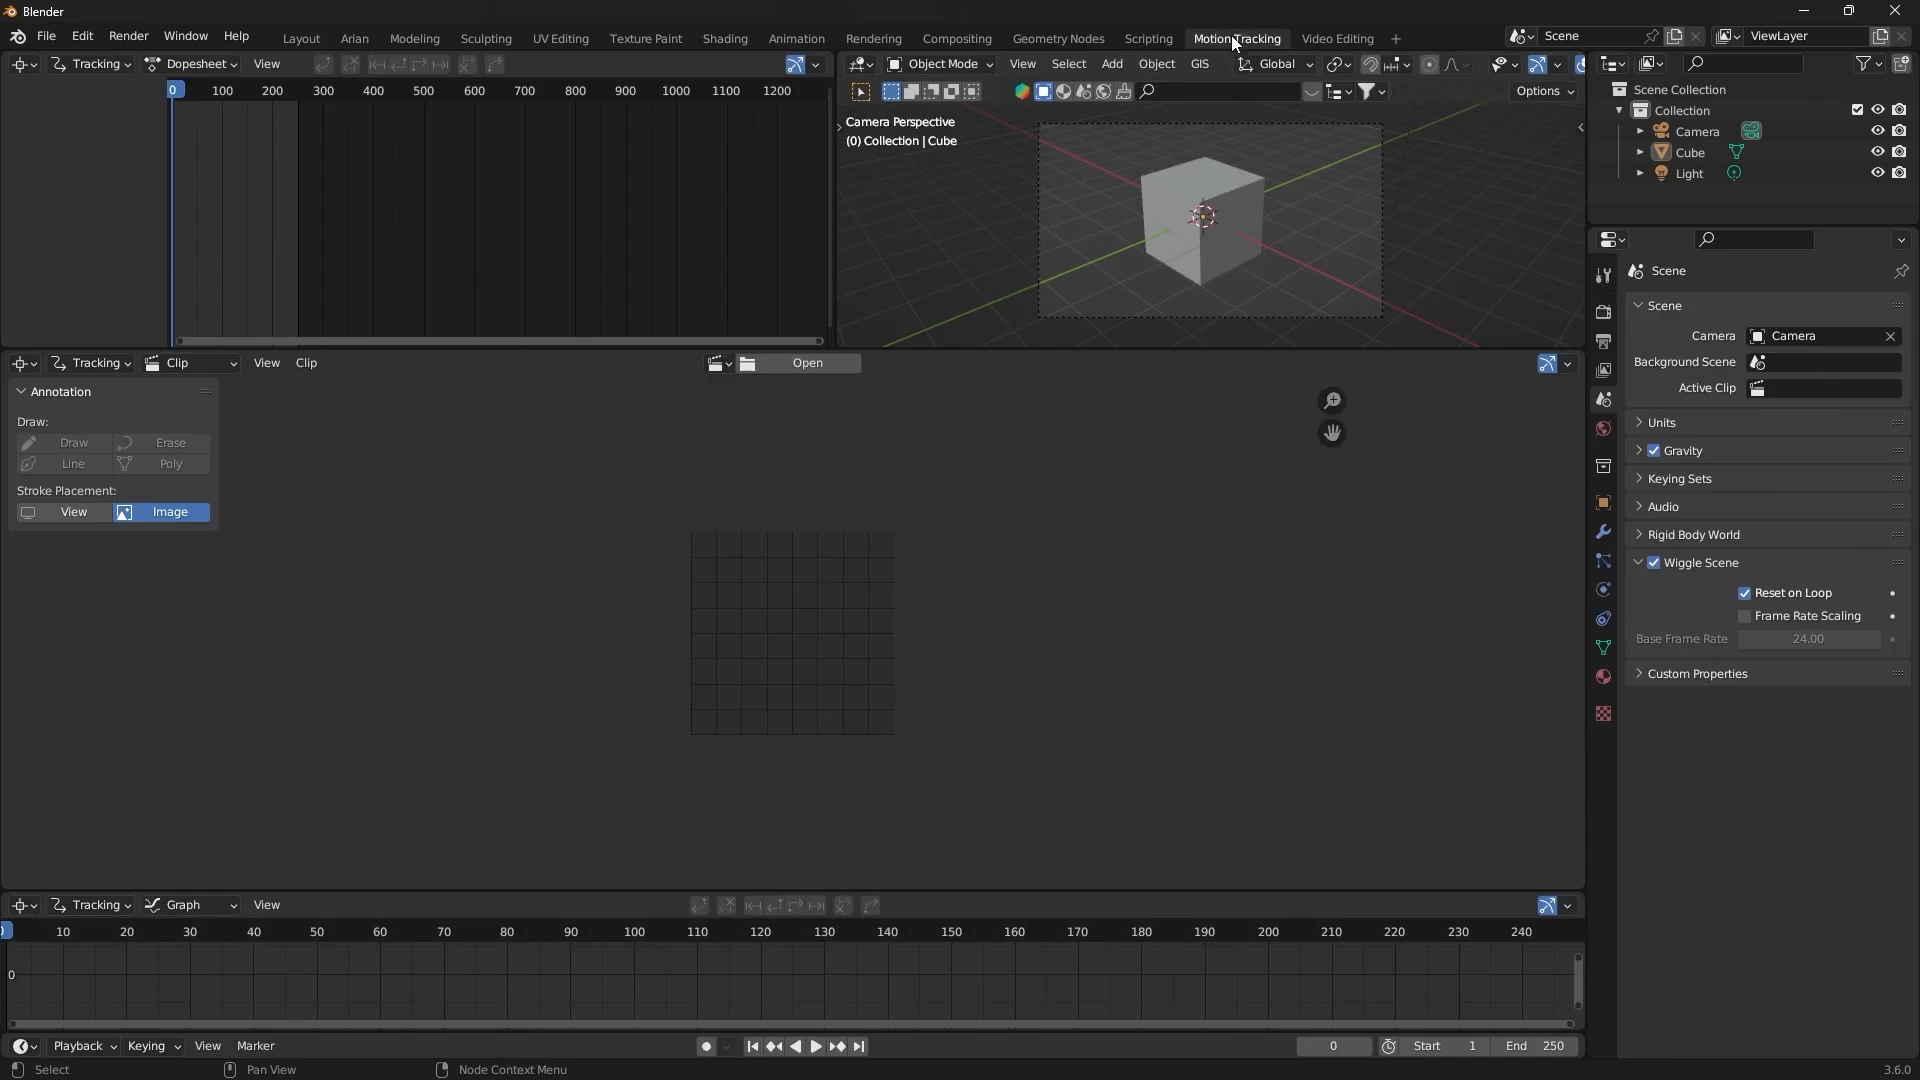 Blender
File Edit Render Window Help Layout Arian Modeling Sculpting UV Editing Texture Paint Shading Animation Rendering Compositing Geometry Nodes Scripting Motion Tracking Video Editing + Scene ViewLayer
Tracking Dopesheet View
0 100 200 300 400 500 600 700 800 900 1000 1100 1200
Object Mode View Select Add Object GIS Global
Options
Camera Perspective
(0) Collection | Cube
Scene Collection
Collection
Camera
Cube
Light
Scene
Scene
Camera Camera
Background Scene
Active Clip
Units
Gravity
Keying Sets
Audio
Rigid Body World
Wiggle Scene
Reset on Loop
Frame Rate Scaling
Base Frame Rate 24.00
Custom Properties
Tracking Clip View Clip Open
Annotation
Draw:
Draw Erase
Line Poly
Stroke Placement:
View Image
Tracking Graph View
0 10 20 30 40 50 60 70 80 90 100 110 120 130 140 150 160 170 180 190 200 210 220 230 240
0
Playback Keying View Marker 0 Start 1 End 250
Select Pan View Node Context Menu 3.6.0